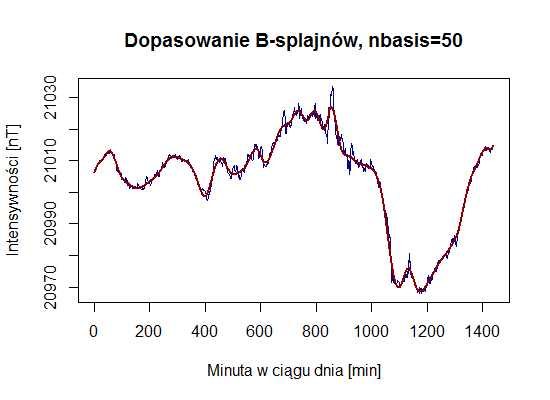 Dopasowanie B-splajnów, nbasis=50
Intensywności [nT]
21030
21010
20990
20970
0 200 400 600 800 1000 1200 1400
Minuta w ciągu dnia [min]